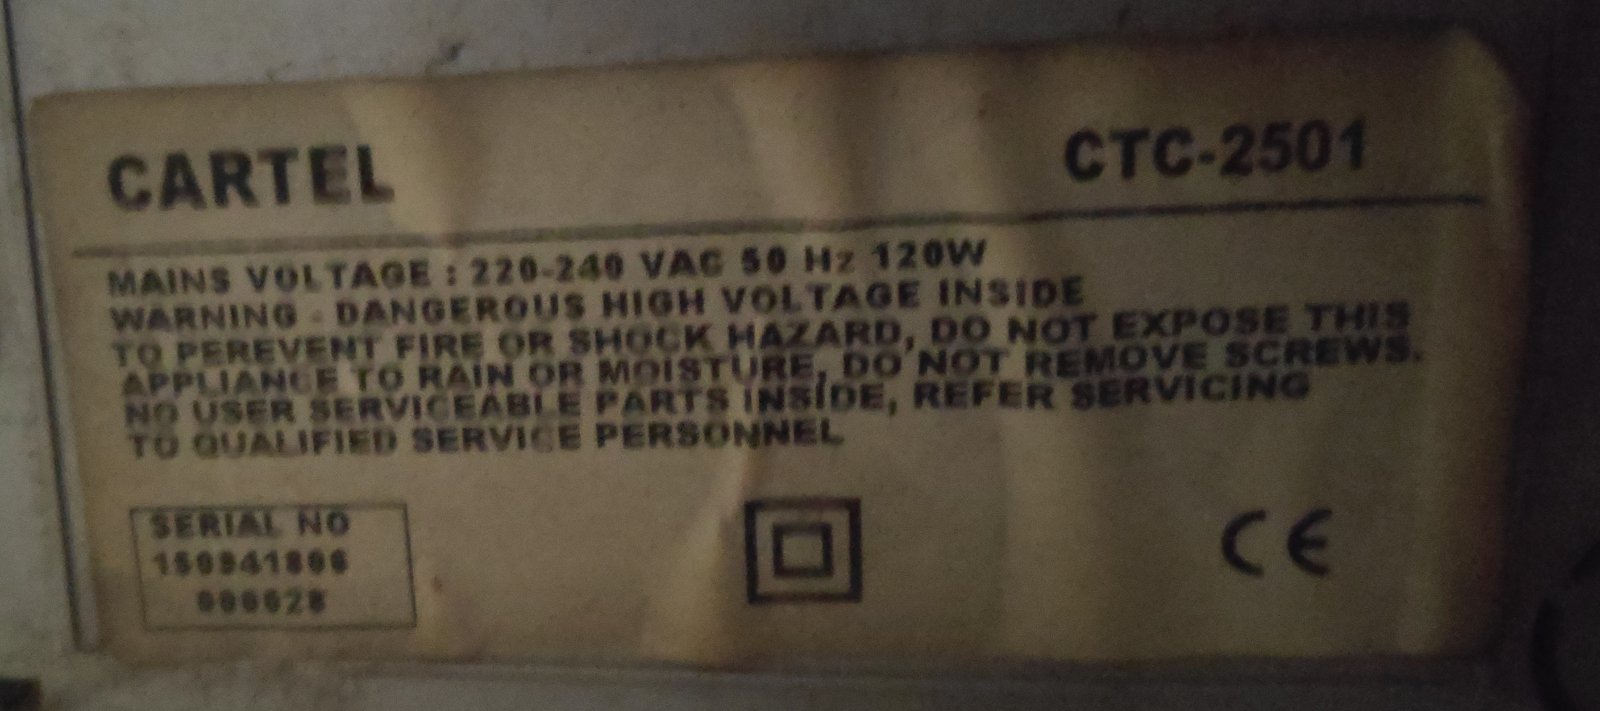 CARTEL
CTC-2501
MAINS VOLTAGE : 220-240 VAC 50 Hz 120W
WARNING - DANGEROUS HIGH VOLTAGE INSIDE
TO PEREVENT FIRE OR SHOCK HAZARD, DO NOT EXPOSE THIS
APPLIANCE TO RAIN OR MOISTURE, DO NOT REMOVE SCREWS.
NO USER SERVICEABLE PARTS INSIDE, REFER SERVICING
TO QUALIFIED SERVICE PERSONNEL
SERIAL NO
000028
CE